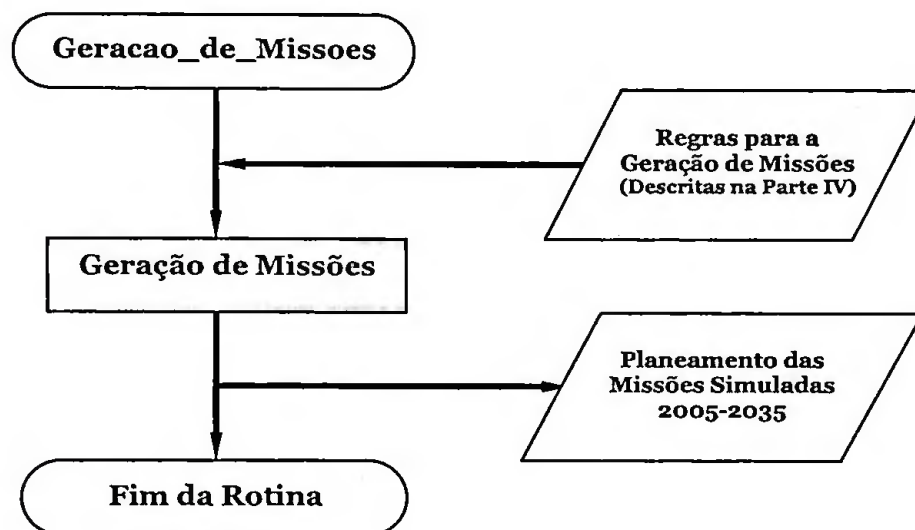 Geracao_de_Missoes
Regras para a
Geração de Missões
(Descritas na Parte IV)
Geração de Missões
Planeamento das
Missões Simuladas
2005-2035
Fim da Rotina